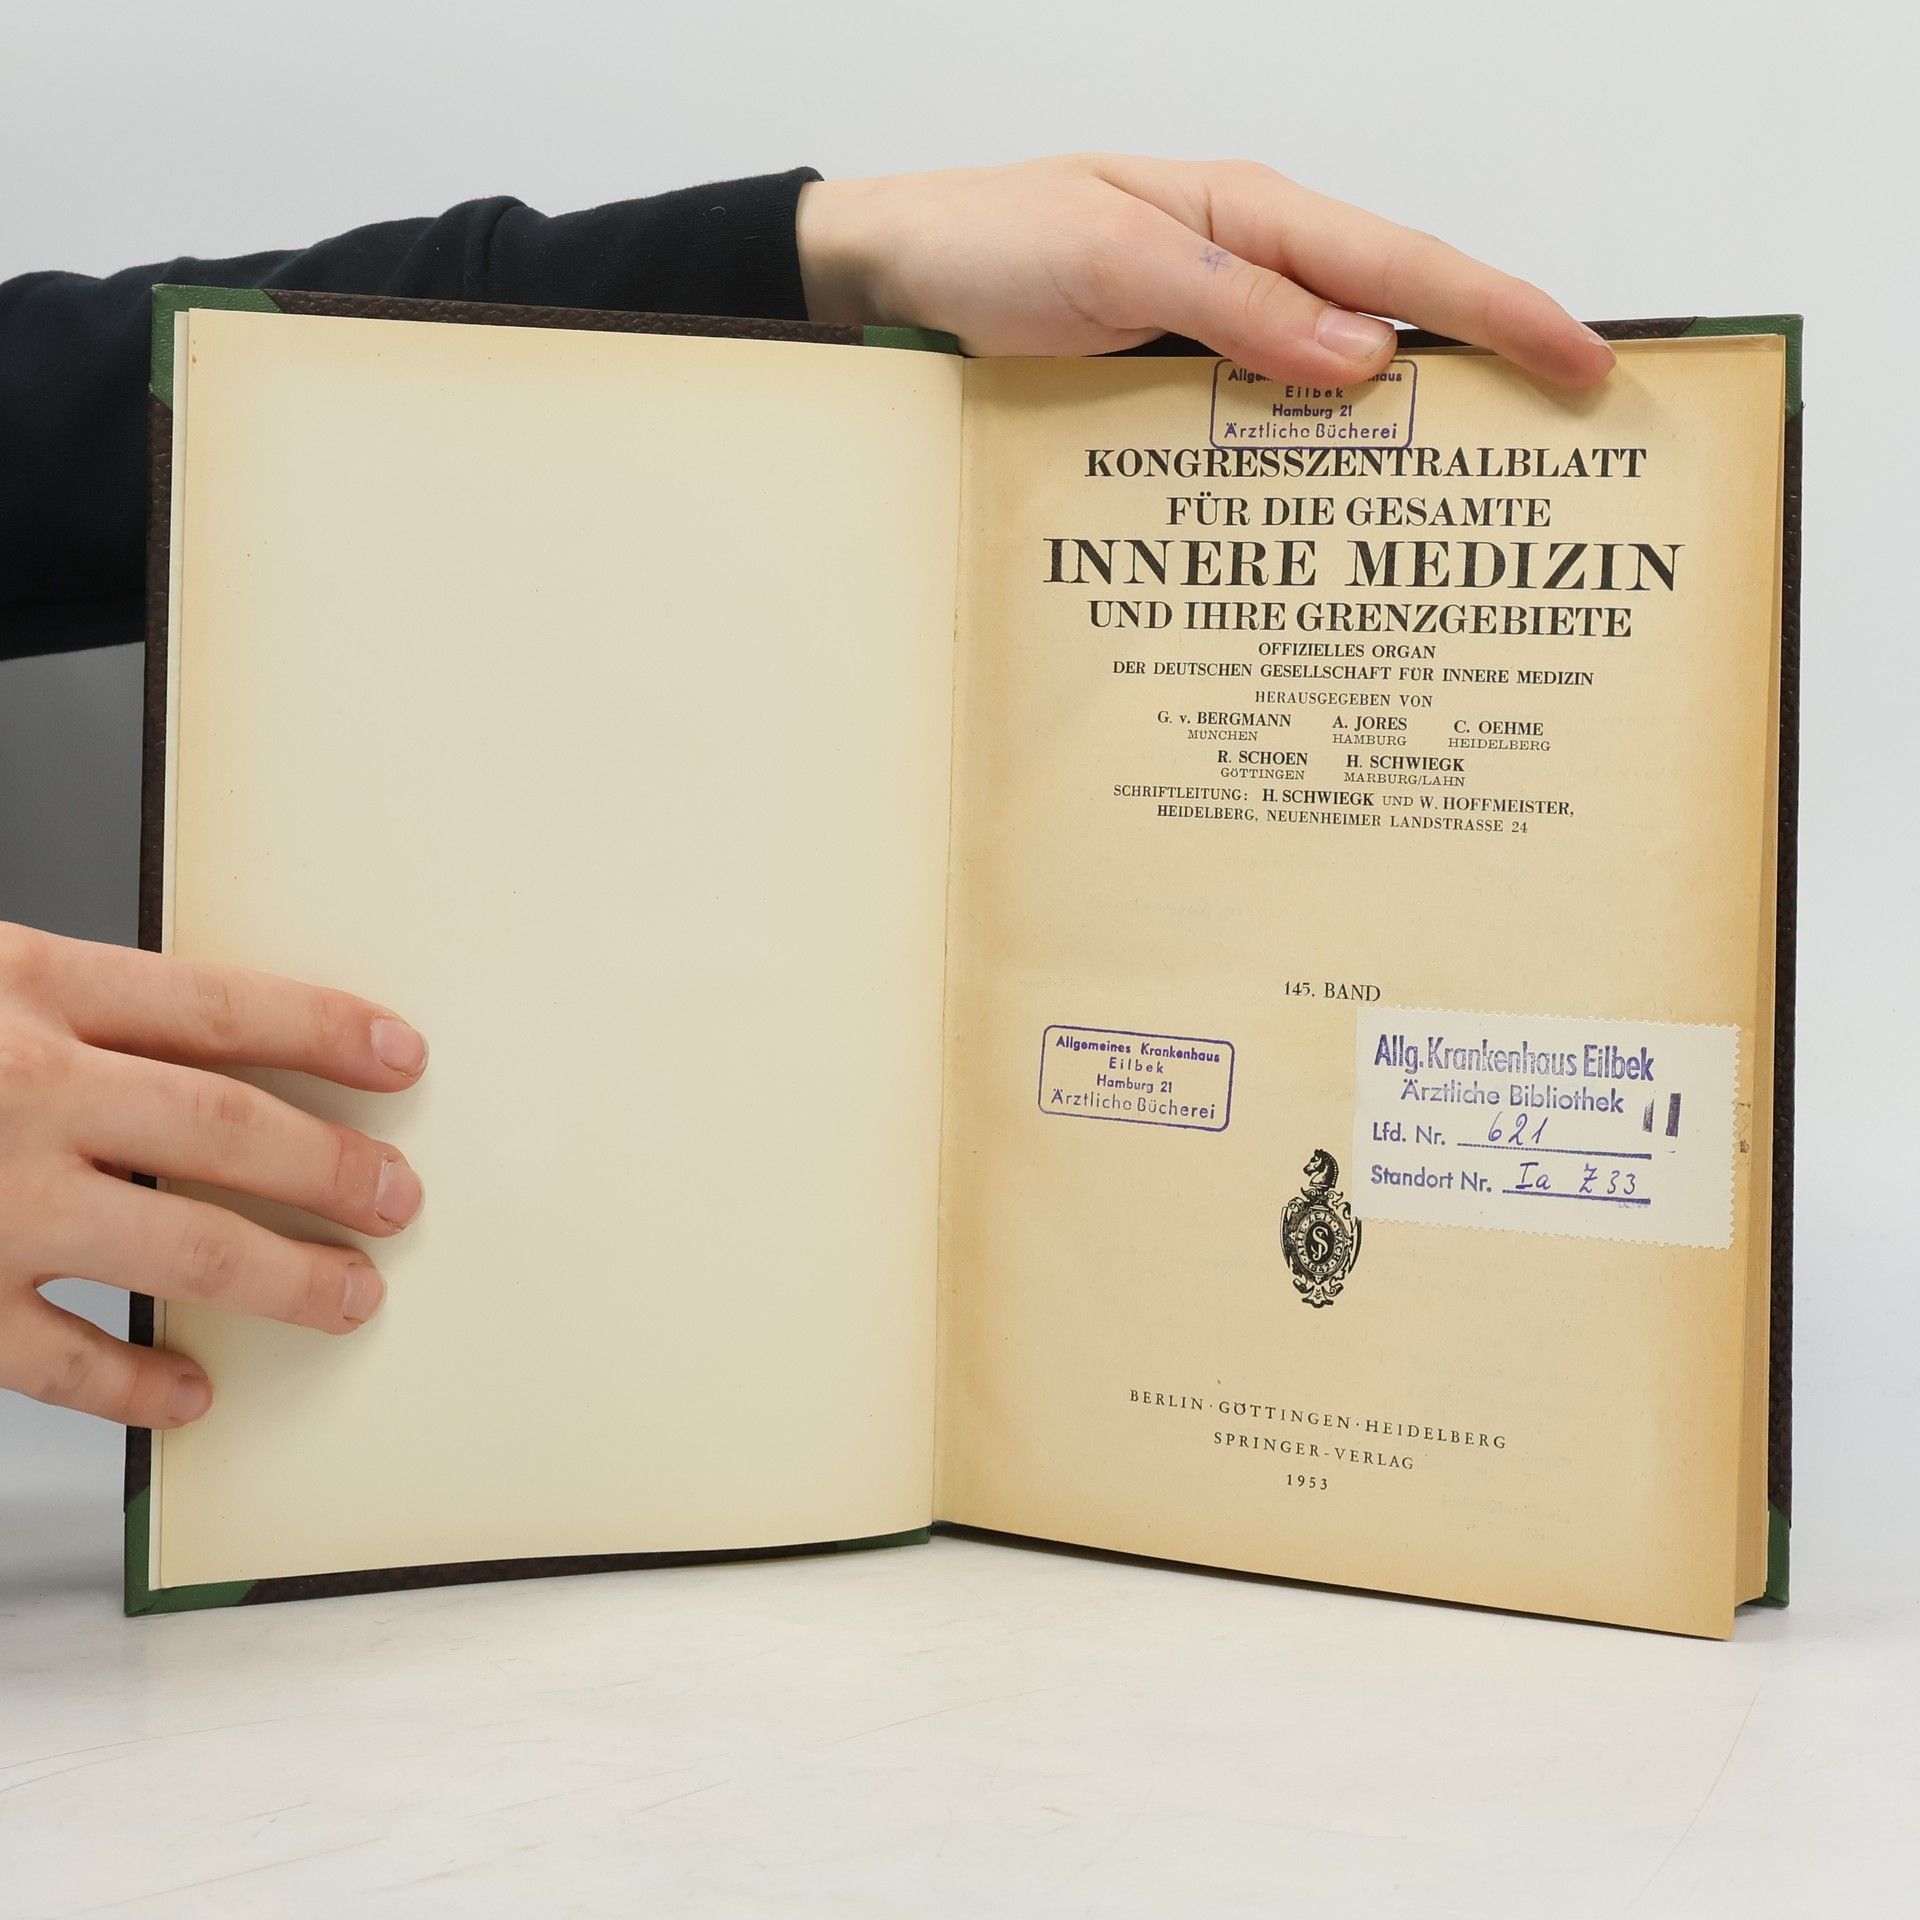 Eilbek
Hamburg 21
Ärztliche Bücherei
KONGRESSZENTRALBLATT
FÜR DIE GESAMTE
INNERE MEDIZIN
UND IHRE GRENZGEBIETE
OFFIZIELLES ORGAN
DER DEUTSCHEN GESELLSCHAFT FÜR INNERE MEDIZIN
HERAUSGEGEBEN VON
G. v. BERGMANN A. JORES C. OEHME
MÜNCHEN HAMBURG HEIDELBERG
R. SCHOEN H. SCHWIEGK
GÖTTINGEN MARBURG/LAHN
SCHRIFTLEITUNG: H. SCHWIEGK UND W. HOFFMEISTER,
HEIDELBERG, NEUENHEIMER LANDSTRASSE 24
145. BAND
Allgemeines Krankenhaus
Eilbek
Hamburg 21
Ärztliche Bücherei
Allg. Krankenhaus Eilbek
Ärztliche Bibliothek
Lfd. Nr. 621
Standort Nr. Ia Z 33
BERLIN · GÖTTINGEN · HEIDELBERG
SPRINGER-VERLAG
1953